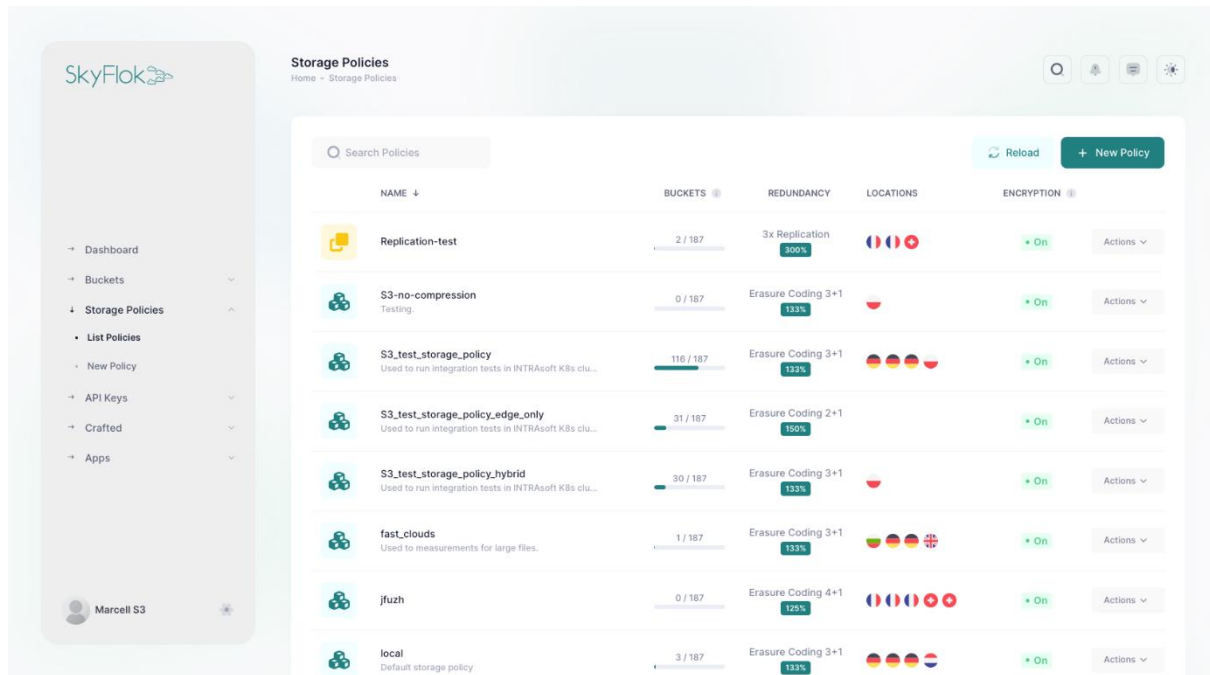 SkyFlok
Storage Policies
Home - Storage Policies
Dashboard
Buckets
Storage Policies
List Policies
New Policy
API Keys
Crafted
Apps
Marcell S3
Search Policies
Reload
+ New Policy
NAME ↓ BUCKETS REDUNDANCY LOCATIONS ENCRYPTION
Replication-test 2 / 187 3x Replication 300% On Actions
S3-no-compression 0 / 187 Erasure Coding 3+1 133% On Actions
Testing.
S3_test_storage_policy 116 / 187 Erasure Coding 3+1 133% On Actions
Used to run integration tests in INTRAsoft K8s clu...
S3_test_storage_policy_edge_only 31 / 187 Erasure Coding 2+1 150% On Actions
Used to run integration tests in INTRAsoft K8s clu...
S3_test_storage_policy_hybrid 30 / 187 Erasure Coding 3+1 133% On Actions
Used to run integration tests in INTRAsoft K8s clu...
fast_clouds 1 / 187 Erasure Coding 3+1 133% On Actions
Used to measurements for large files.
jfuzh 0 / 187 Erasure Coding 4+1 125% On Actions
local 3 / 187 Erasure Coding 3+1 133% On Actions
Default storage policy